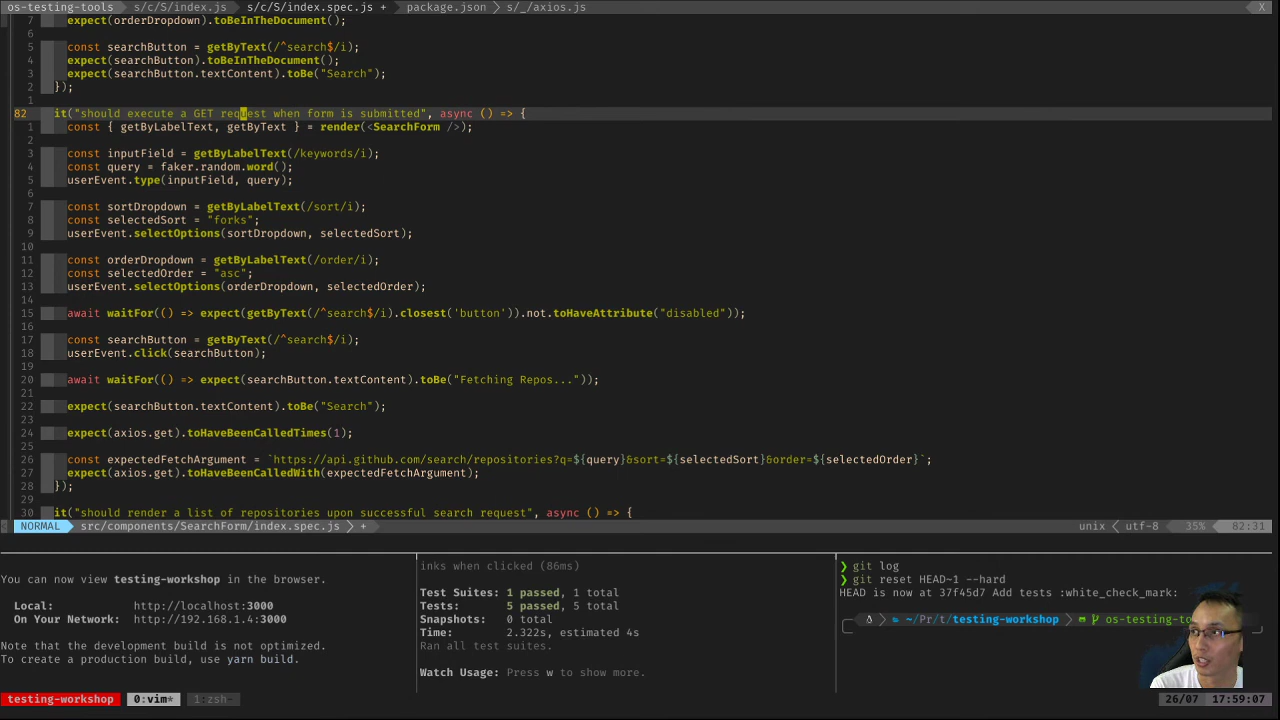 os-testing-tools s/c/S/index.js s/c/S/index.spec.js + package.json s/_/axios.js X
7 expect(orderDropdown).toBeInTheDocument();
6
5 const searchButton = getByText(/^search$/i);
4 expect(searchButton).toBeInTheDocument();
3 expect(searchButton.textContent).toBe("Search");
2 });
1
82 it("should execute a GET request when form is submitted", async () => {
1 const { getByLabelText, getByText } = render(<SearchForm />);
2
3 const inputField = getByLabelText(/keywords/i);
4 const query = faker.random.word();
5 userEvent.type(inputField, query);
6
7 const sortDropdown = getByLabelText(/sort/i);
8 const selectedSort = "forks";
9 userEvent.selectOptions(sortDropdown, selectedSort);
10
11 const orderDropdown = getByLabelText(/order/i);
12 const selectedOrder = "asc";
13 userEvent.selectOptions(orderDropdown, selectedOrder);
14
15 await waitFor(() => expect(getByText(/^search$/i).closest('button')).not.toHaveAttribute("disabled"));
16
17 const searchButton = getByText(/^search$/i);
18 userEvent.click(searchButton);
19
20 await waitFor(() => expect(searchButton.textContent).toBe("Fetching Repos..."));
21
22 expect(searchButton.textContent).toBe("Search");
23
24 expect(axios.get).toHaveBeenCalledTimes(1);
25
26 const expectedFetchArgument = `https://api.github.com/search/repositories?q=${query}&sort=${selectedSort}&order=${selectedOrder}`;
27 expect(axios.get).toHaveBeenCalledWith(expectedFetchArgument);
28 });
29
30 it("should render a list of repositories upon successful search request", async () => {
NORMAL src/components/SearchForm/index.spec.js + unix utf-8 35% 82:31
You can now view testing-workshop in the browser.
Local: http://localhost:3000
On Your Network: http://192.168.1.4:3000
Note that the development build is not optimized.
To create a production build, use yarn build.
inks when clicked (86ms)
Test Suites: 1 passed, 1 total
Tests: 5 passed, 5 total
Snapshots: 0 total
Time: 2.322s, estimated 4s
Ran all test suites.
Watch Usage: Press w to show more.
❯ git log
❯ git reset HEAD~1 --hard
HEAD is now at 37f45d7 Add tests :white_check_mark:
~/Pr/t/testing-workshop os-testing-to
testing-workshop 0:vim* 1:zsh- 26/07 17:59:07